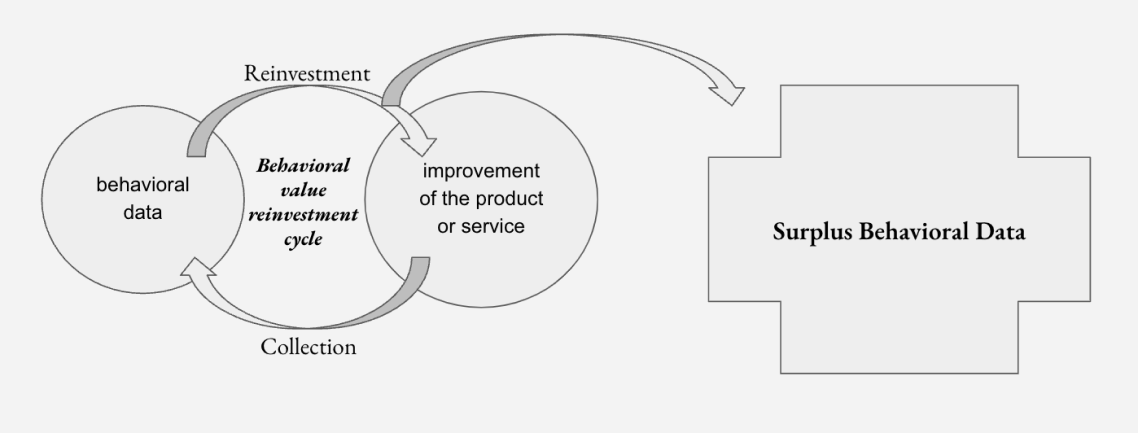 Reinvestment
behavioral
data
Behavioral
value
reinvestment
cycle
improvement
of the product
or service
Surplus Behavioral Data
Collection